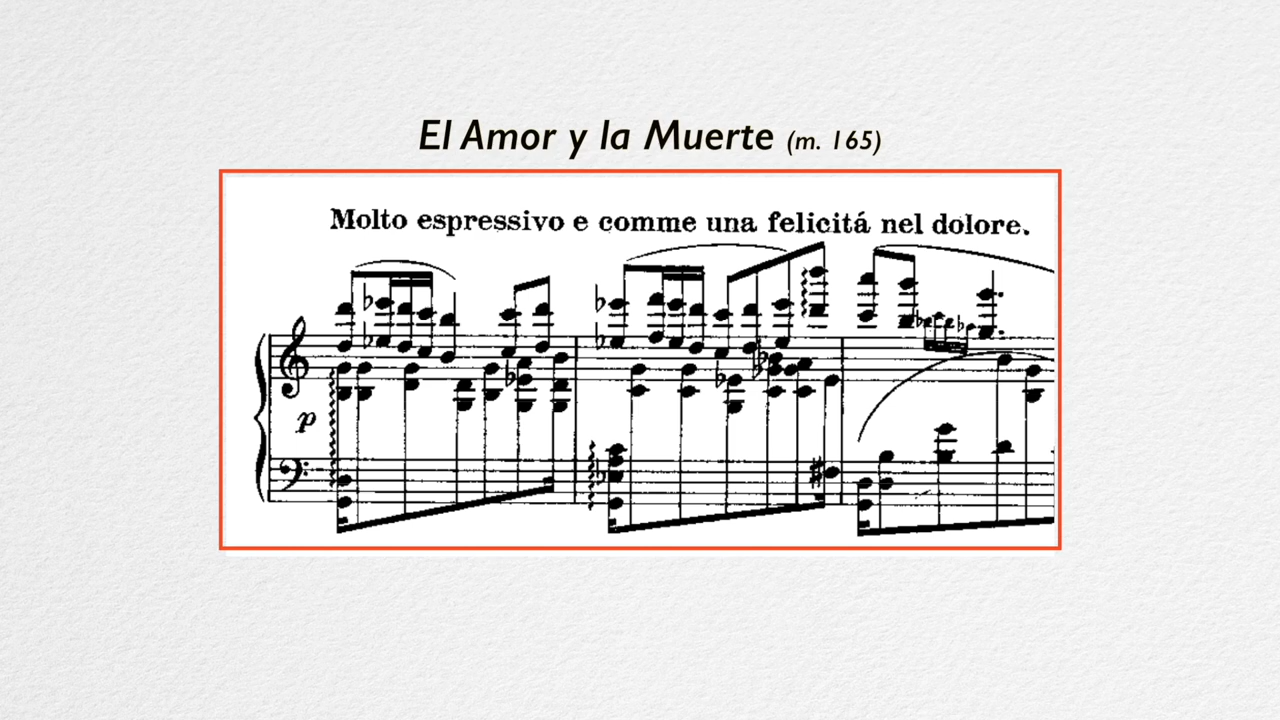 El Amor y la Muerte (m. 165)
Molto espressivo e comme una felicitá nel dolore.
p